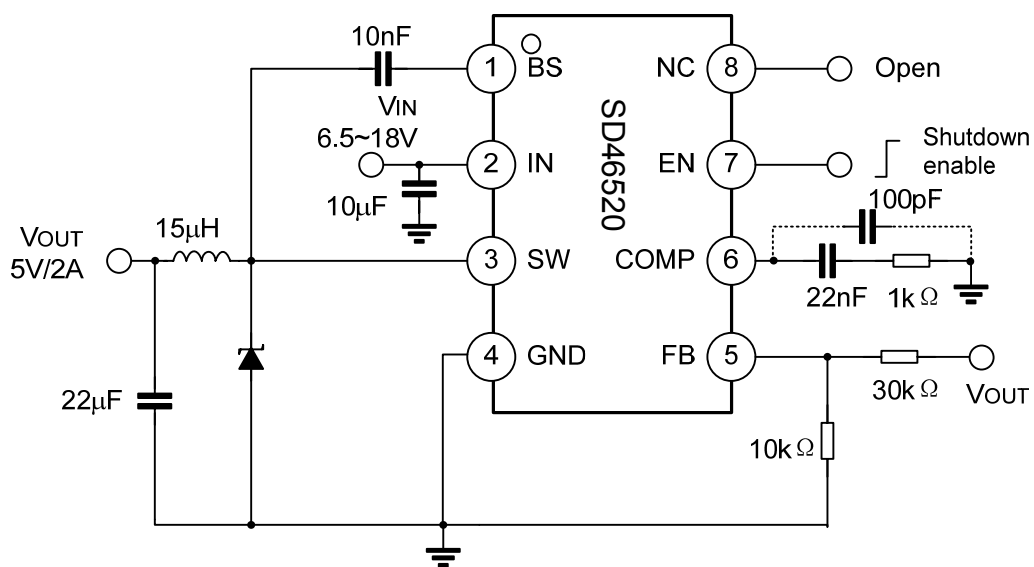 10nF
1
BS
NC
8
Open
VIN
6.5~18V
2
IN
SD46520
EN
7
Shutdown
enable
10μF
100pF
VOUT
5V/2A
15μH
3
SW
COMP
6
22nF
1kΩ
4
GND
FB
5
22μF
30kΩ
VOUT
10kΩ